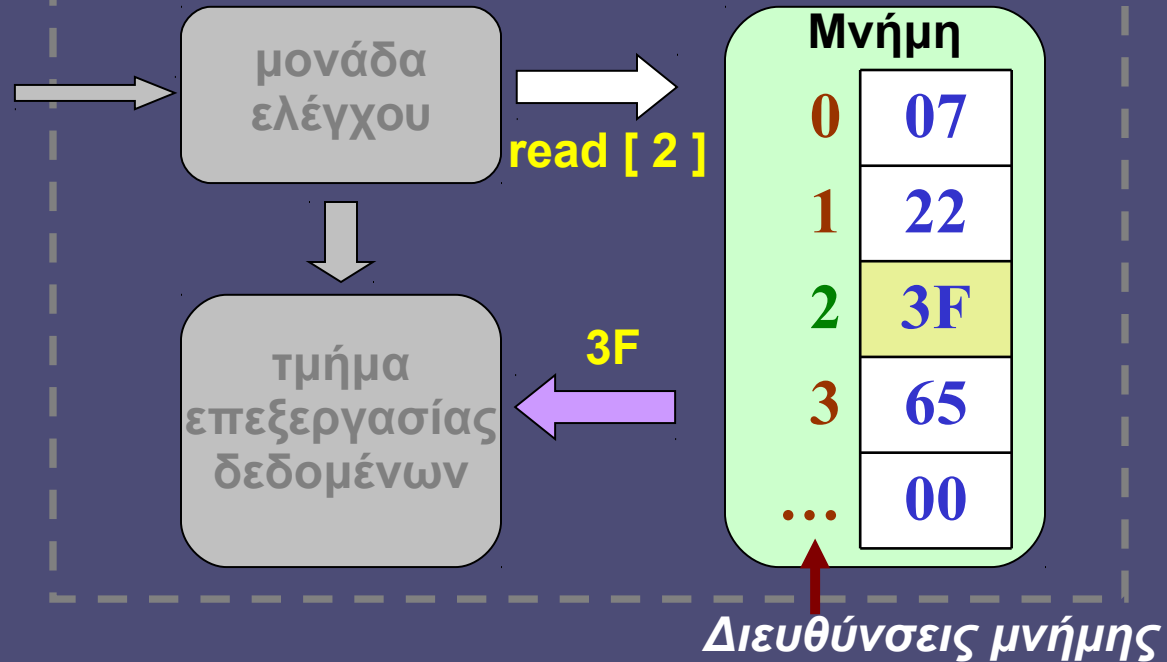 μονάδα
ελέγχου
read [ 2 ]
τμήμα
επεξεργασίας
δεδομένων
3F
Μνήμη
0 07
1 22
2 3F
3 65
... 00
Διευθύνσεις μνήμης